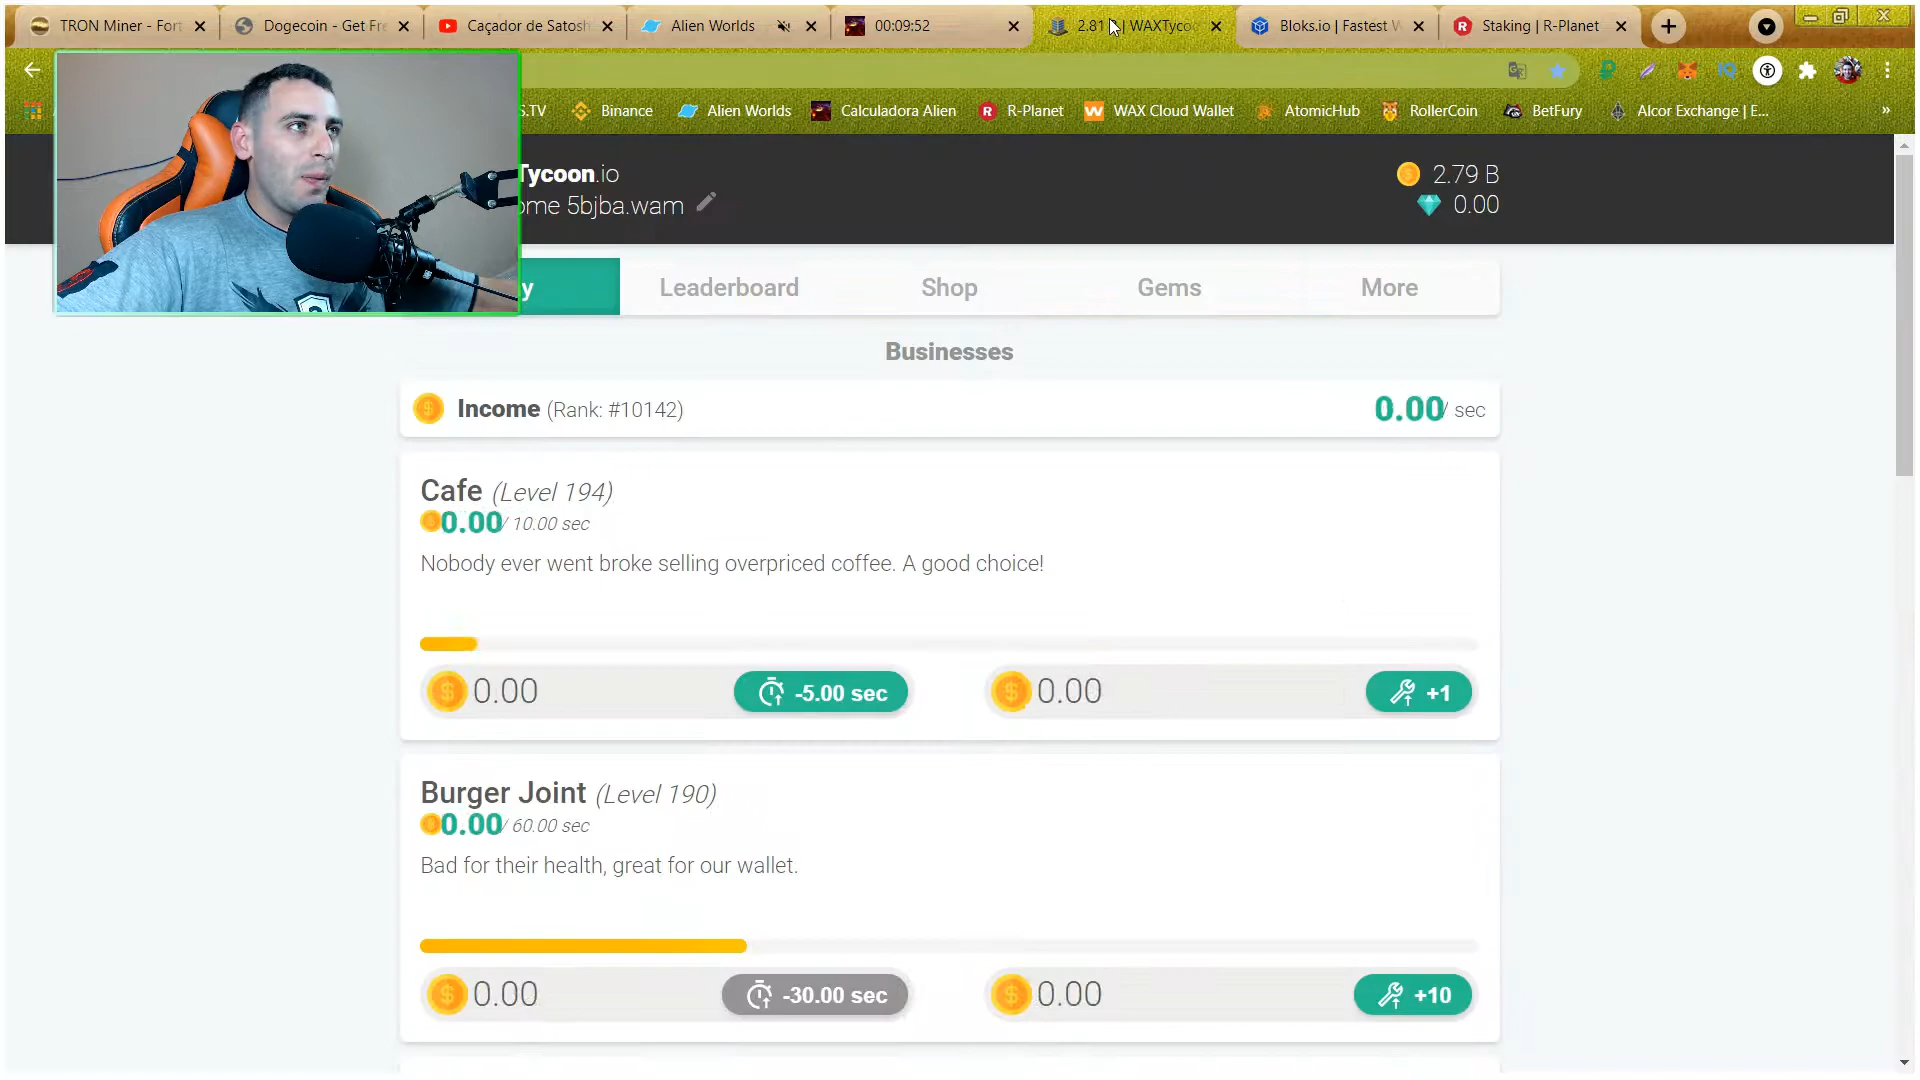 TRON Miner - Fort
Dogecoin - Get Fre
Caçador de Satosh
Alien Worlds
00:09:52
2.81 | WAXTyco
Bloks.io | Fastest W
Staking | R-Planet
S.TV
Binance
Alien Worlds
Calculadora Alien
R-Planet
WAX Cloud Wallet
AtomicHub
RollerCoin
BetFury
Alcor Exchange | E...
»
Tycoon.io
ome 5bjba.wam
2.79 B
0.00
y
Leaderboard
Shop
Gems
More
Businesses
Income (Rank: #10142)
0.00/ sec
Cafe (Level 194)
0.00/ 10.00 sec
Nobody ever went broke selling overpriced coffee. A good choice!
0.00
-5.00 sec
0.00
+1
Burger Joint (Level 190)
0.00/ 60.00 sec
Bad for their health, great for our wallet.
0.00
-30.00 sec
0.00
+10